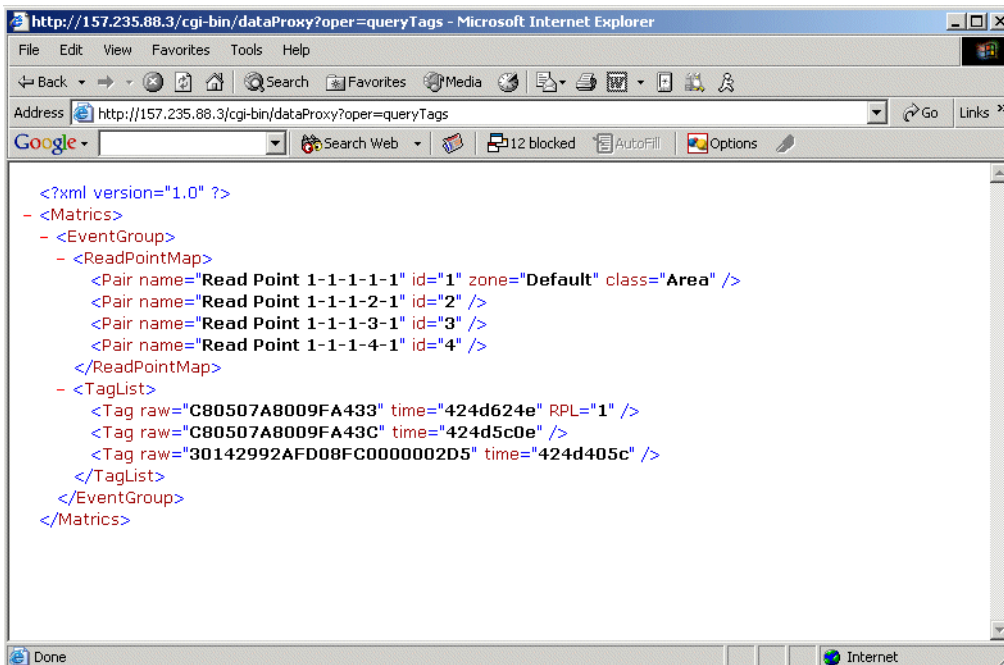 http://157.235.88.3/cgi-bin/dataProxy?oper=queryTags - Microsoft Internet Explorer
File Edit View Favorites Tools Help
Back Search Favorites Media
Address http://157.235.88.3/cgi-bin/dataProxy?oper=queryTags Go Links »
Google Search Web 12 blocked AutoFill Options
<?xml version="1.0" ?>
- <Matrics>
- <EventGroup>
- <ReadPointMap>
<Pair name="Read Point 1-1-1-1-1" id="1" zone="Default" class="Area" />
<Pair name="Read Point 1-1-1-2-1" id="2" />
<Pair name="Read Point 1-1-1-3-1" id="3" />
<Pair name="Read Point 1-1-1-4-1" id="4" />
</ReadPointMap>
- <TagList>
<Tag raw="C80507A8009FA433" time="424d624e" RPL="1" />
<Tag raw="C80507A8009FA43C" time="424d5c0e" />
<Tag raw="30142992AFD08FC0000002D5" time="424d405c" />
</TagList>
</EventGroup>
</Matrics>
Done Internet